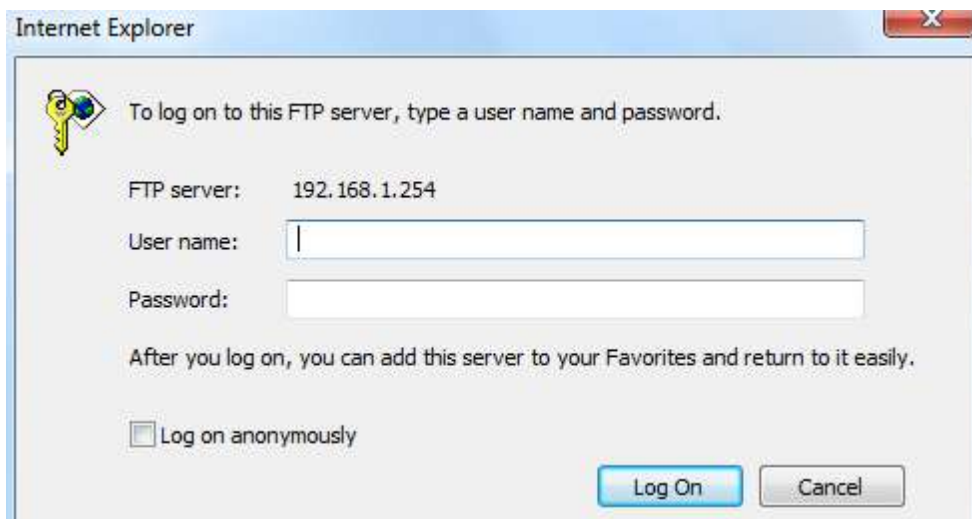 Internet Explorer
To log on to this FTP server, type a user name and password.
FTP server: 192.168.1.254
User name:
Password:
After you log on, you can add this server to your Favorites and return to it easily.
Log on anonymously
Log On Cancel